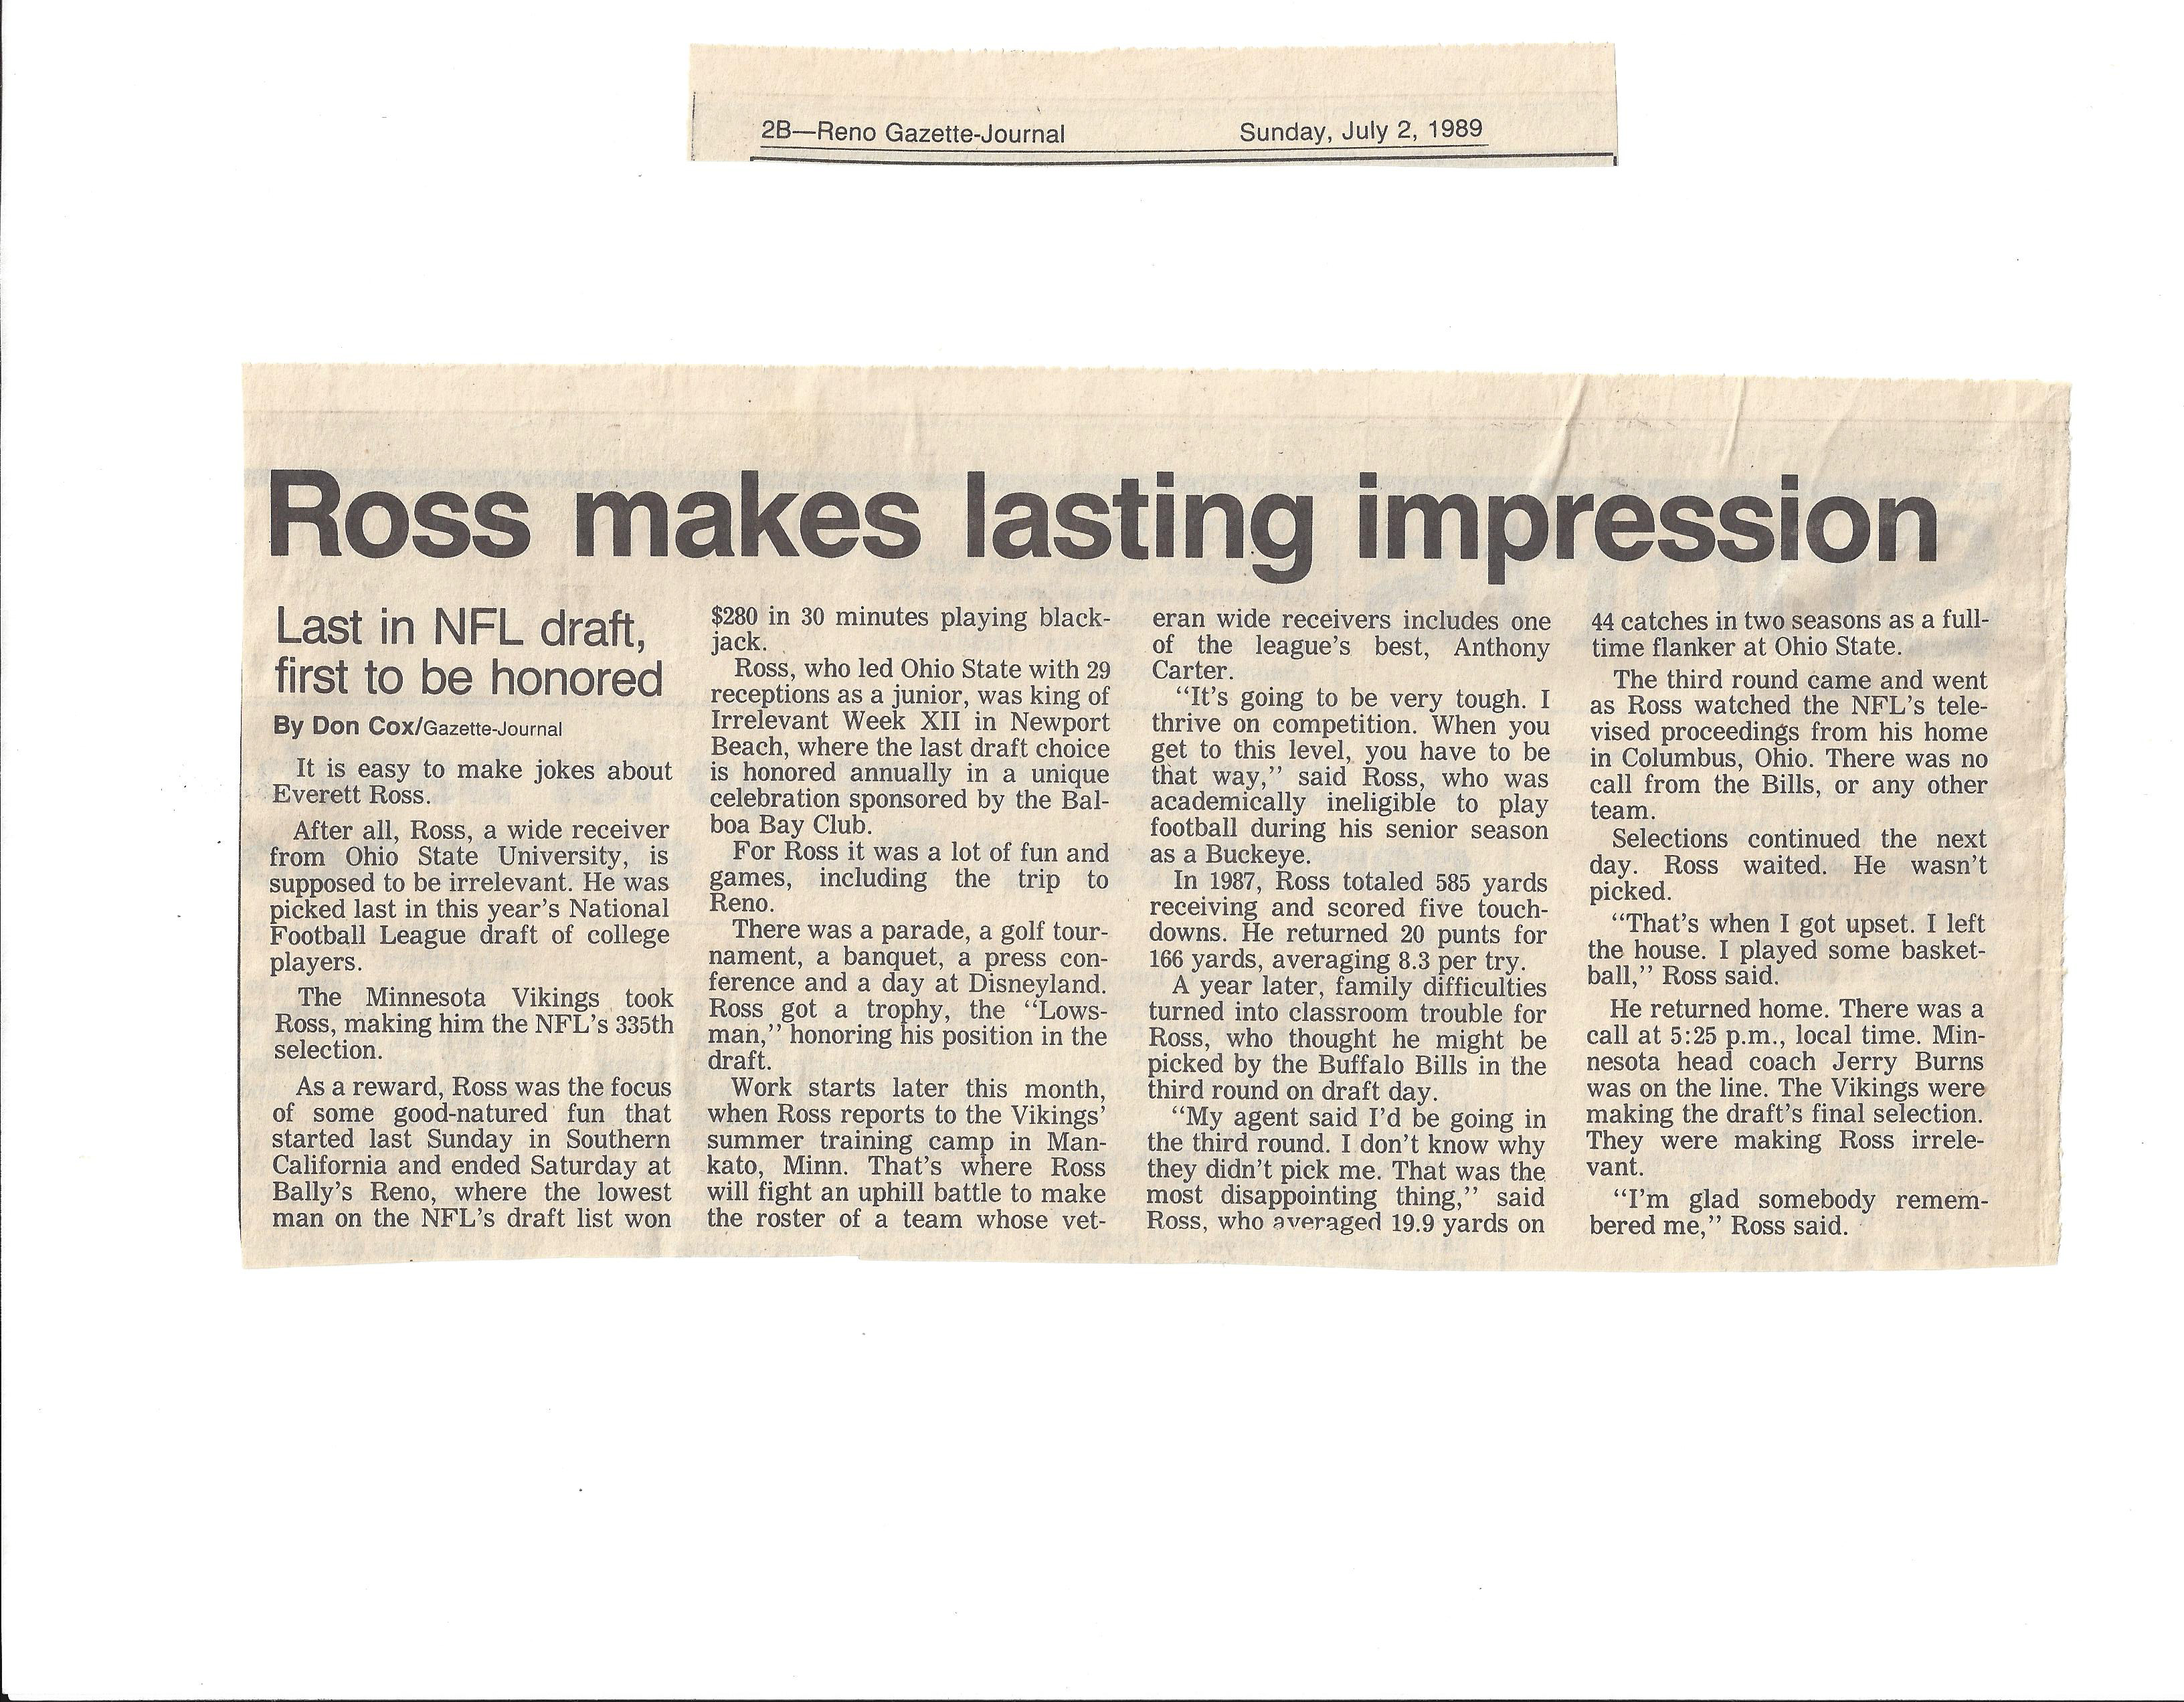 2B—Reno Gazette-Journal Sunday, July 2, 1989
Ross makes lasting impression
Last in NFL draft,
first to be honored
By Don Cox/Gazette-Journal
It is easy to make jokes about
Everett Ross.
After all, Ross, a wide receiver
from Ohio State University, is
supposed to be irrelevant. He was
picked last in this year's National
Football League draft of college
players.
The Minnesota Vikings took
Ross, making him the NFL's 335th
selection.
As a reward, Ross was the focus
of some good-natured fun that
started last Sunday in Southern
California and ended Saturday at
Bally's Reno, where the lowest
man on the NFL's draft list won
$280 in 30 minutes playing black-
jack.
Ross, who led Ohio State with 29
receptions as a junior, was king of
Irrelevant Week XII in Newport
Beach, where the last draft choice
is honored annually in a unique
celebration sponsored by the Bal-
boa Bay Club.
For Ross it was a lot of fun and
games, including the trip to
Reno.
There was a parade, a golf tour-
nament, a banquet, a press con-
ference and a day at Disneyland.
Ross got a trophy, the "Lows-
man," honoring his position in the
draft.
Work starts later this month,
when Ross reports to the Vikings'
summer training camp in Man-
kato, Minn. That's where Ross
will fight an uphill battle to make
the roster of a team whose vet-
eran wide receivers includes one
of the league's best, Anthony
Carter.
"It's going to be very tough. I
thrive on competition. When you
get to this level, you have to be
that way," said Ross, who was
academically ineligible to play
football during his senior season
as a Buckeye.
In 1987, Ross totaled 585 yards
receiving and scored five touch-
downs. He returned 20 punts for
166 yards, averaging 8.3 per try.
A year later, family difficulties
turned into classroom trouble for
Ross, who thought he might be
picked by the Buffalo Bills in the
third round on draft day.
"My agent said I'd be going in
the third round. I don't know why
they didn't pick me. That was the
most disappointing thing," said
Ross, who averaged 19.9 yards on
44 catches in two seasons as a full-
time flanker at Ohio State.
The third round came and went
as Ross watched the NFL's tele-
vised proceedings from his home
in Columbus, Ohio. There was no
call from the Bills, or any other
team.
Selections continued the next
day. Ross waited. He wasn't
picked.
"That's when I got upset. I left
the house. I played some basket-
ball," Ross said.
He returned home. There was a
call at 5:25 p.m., local time. Min-
nesota head coach Jerry Burns
was on the line. The Vikings were
making the draft's final selection.
They were making Ross irrele-
vant.
"I'm glad somebody remem-
bered me," Ross said.